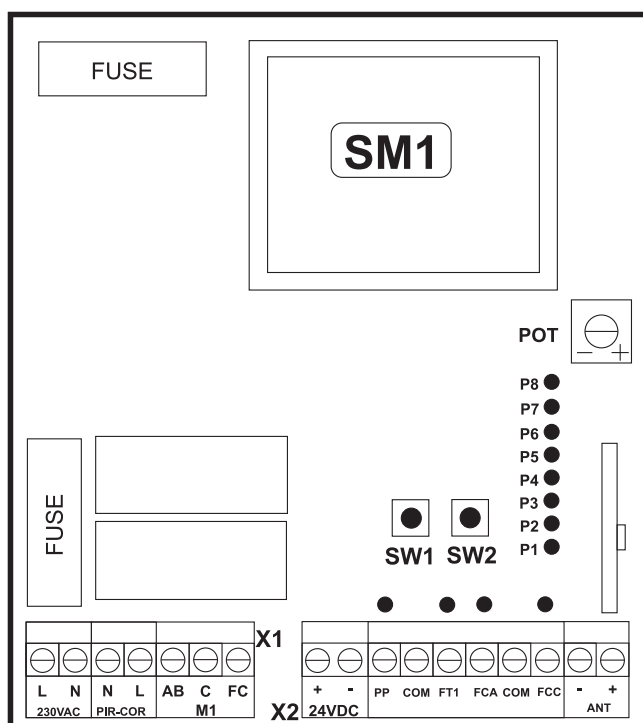 FUSE
SM1
POT
- +
P8
P7
P6
P5
P4
P3
P2
P1
FUSE
SW1 SW2
X1
L N N L AB C FC
230VAC PIR-COR M1
X2
+ - PP COM FT1 FCA COM FCC - +
24VDC ANT